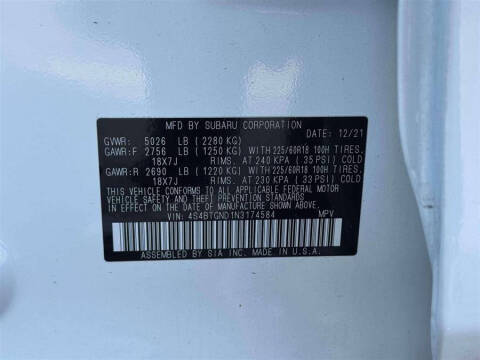 MFD BY SUBARU CORPORATION DATE: 12/21
GVWR: 5026 LB (2280 KG)
GAWR:F 2756 LB (1250 KG) WITH 225/60R18 100H TIRES,
18X7J RIMS, AT 240 KPA (35 PSI) COLD
GAWR:R 2690 LB (1220 KG) WITH 225/60R18 100H TIRES,
18X7J RIMS, AT 230 KPA (33 PSI) COLD
THIS VEHICLE CONFORMS TO ALL APPLICABLE FEDERAL MOTOR
VEHICLE SAFETY AND THEFT PREVENTION STANDARDS
IN EFFECT ON THE DATE OF MANUFACTURE SHOWN ABOVE.
VIN: 4S4BTGND1N3174584 MPV
ASSEMBLED BY SIA INC. MADE IN U.S.A.